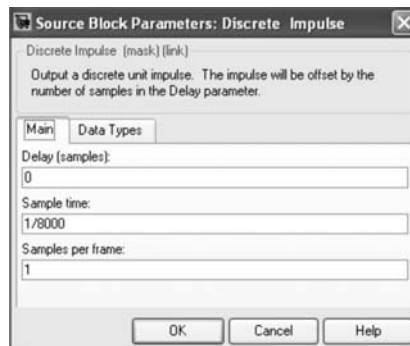 Source Block Parameters: Discrete Impulse
Discrete Impulse (mask) (link)
Output a discrete unit impulse. The impulse will be offset by the
number of samples in the Delay parameter.
Main Data Types
Delay (samples):
0
Sample time:
1/8000
Samples per frame:
1
OK Cancel Help